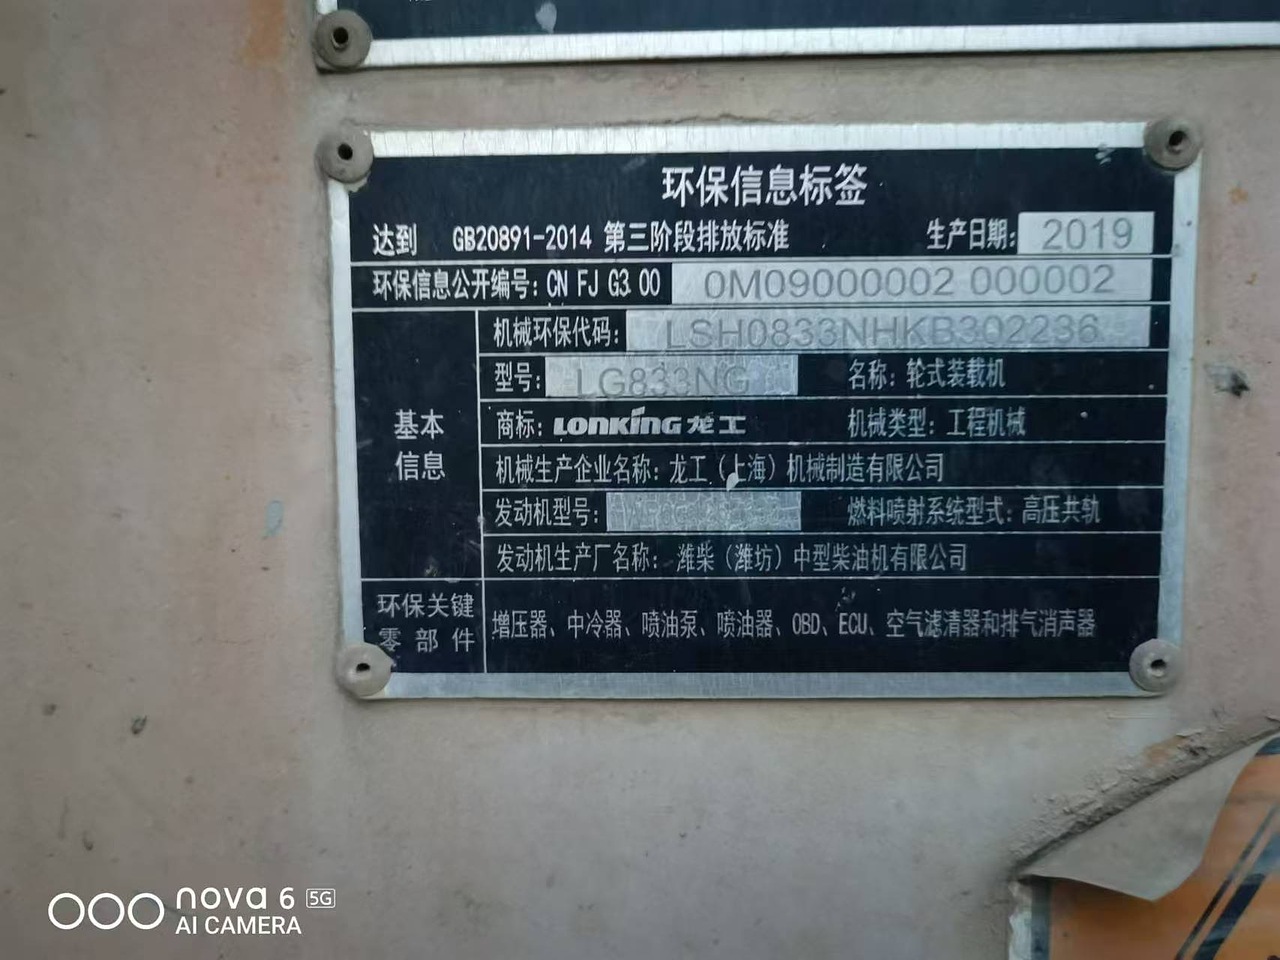 环保信息标签
达到 GB20891-2014 第三阶段排放标准 生产日期: 2019
环保信息公开编号: CN FJ G3 00 0M09000002 000002
机械环保代码: LSH0833NHKB302236
型号: LG833NG 名称: 轮式装载机
基本信息
商标: LONKING 龙工 机械类型: 工程机械
机械生产企业名称: 龙工(上海)机械制造有限公司
发动机型号: 燃料喷射系统型式: 高压共轨
发动机生产厂名称: 潍柴(潍坊)中型柴油机有限公司
环保关键零部件
增压器、中冷器、喷油泵、喷油器、OBD、ECU、空气滤清器和排气消声器
nova 6 5G
AI CAMERA